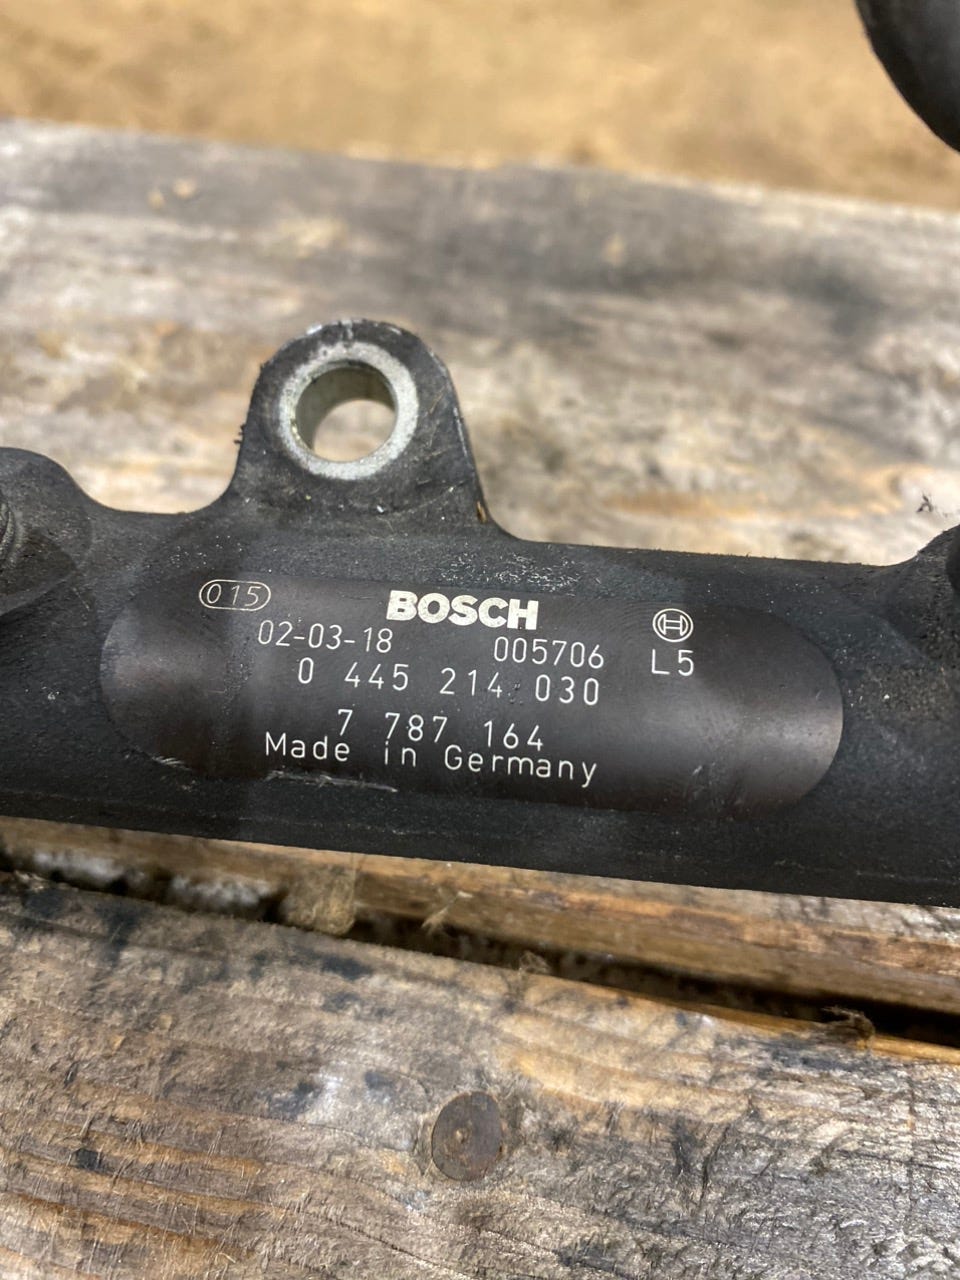 015 BOSCH
02-03-18 005706 L5
0 445 214 030
7 787 164
Made in Germany